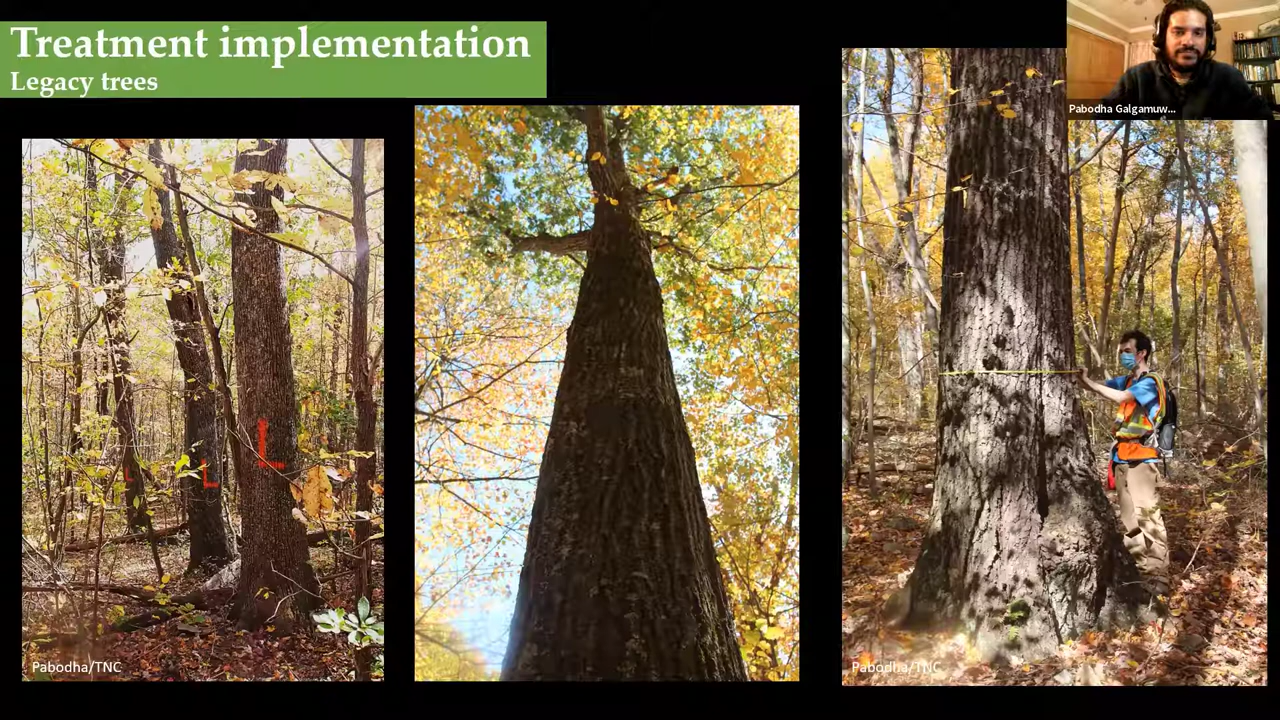 Treatment implementation
Legacy trees
Pabodha Galgamuw...
L
L
L
Pabodha/TNC
Pabodha/TNC